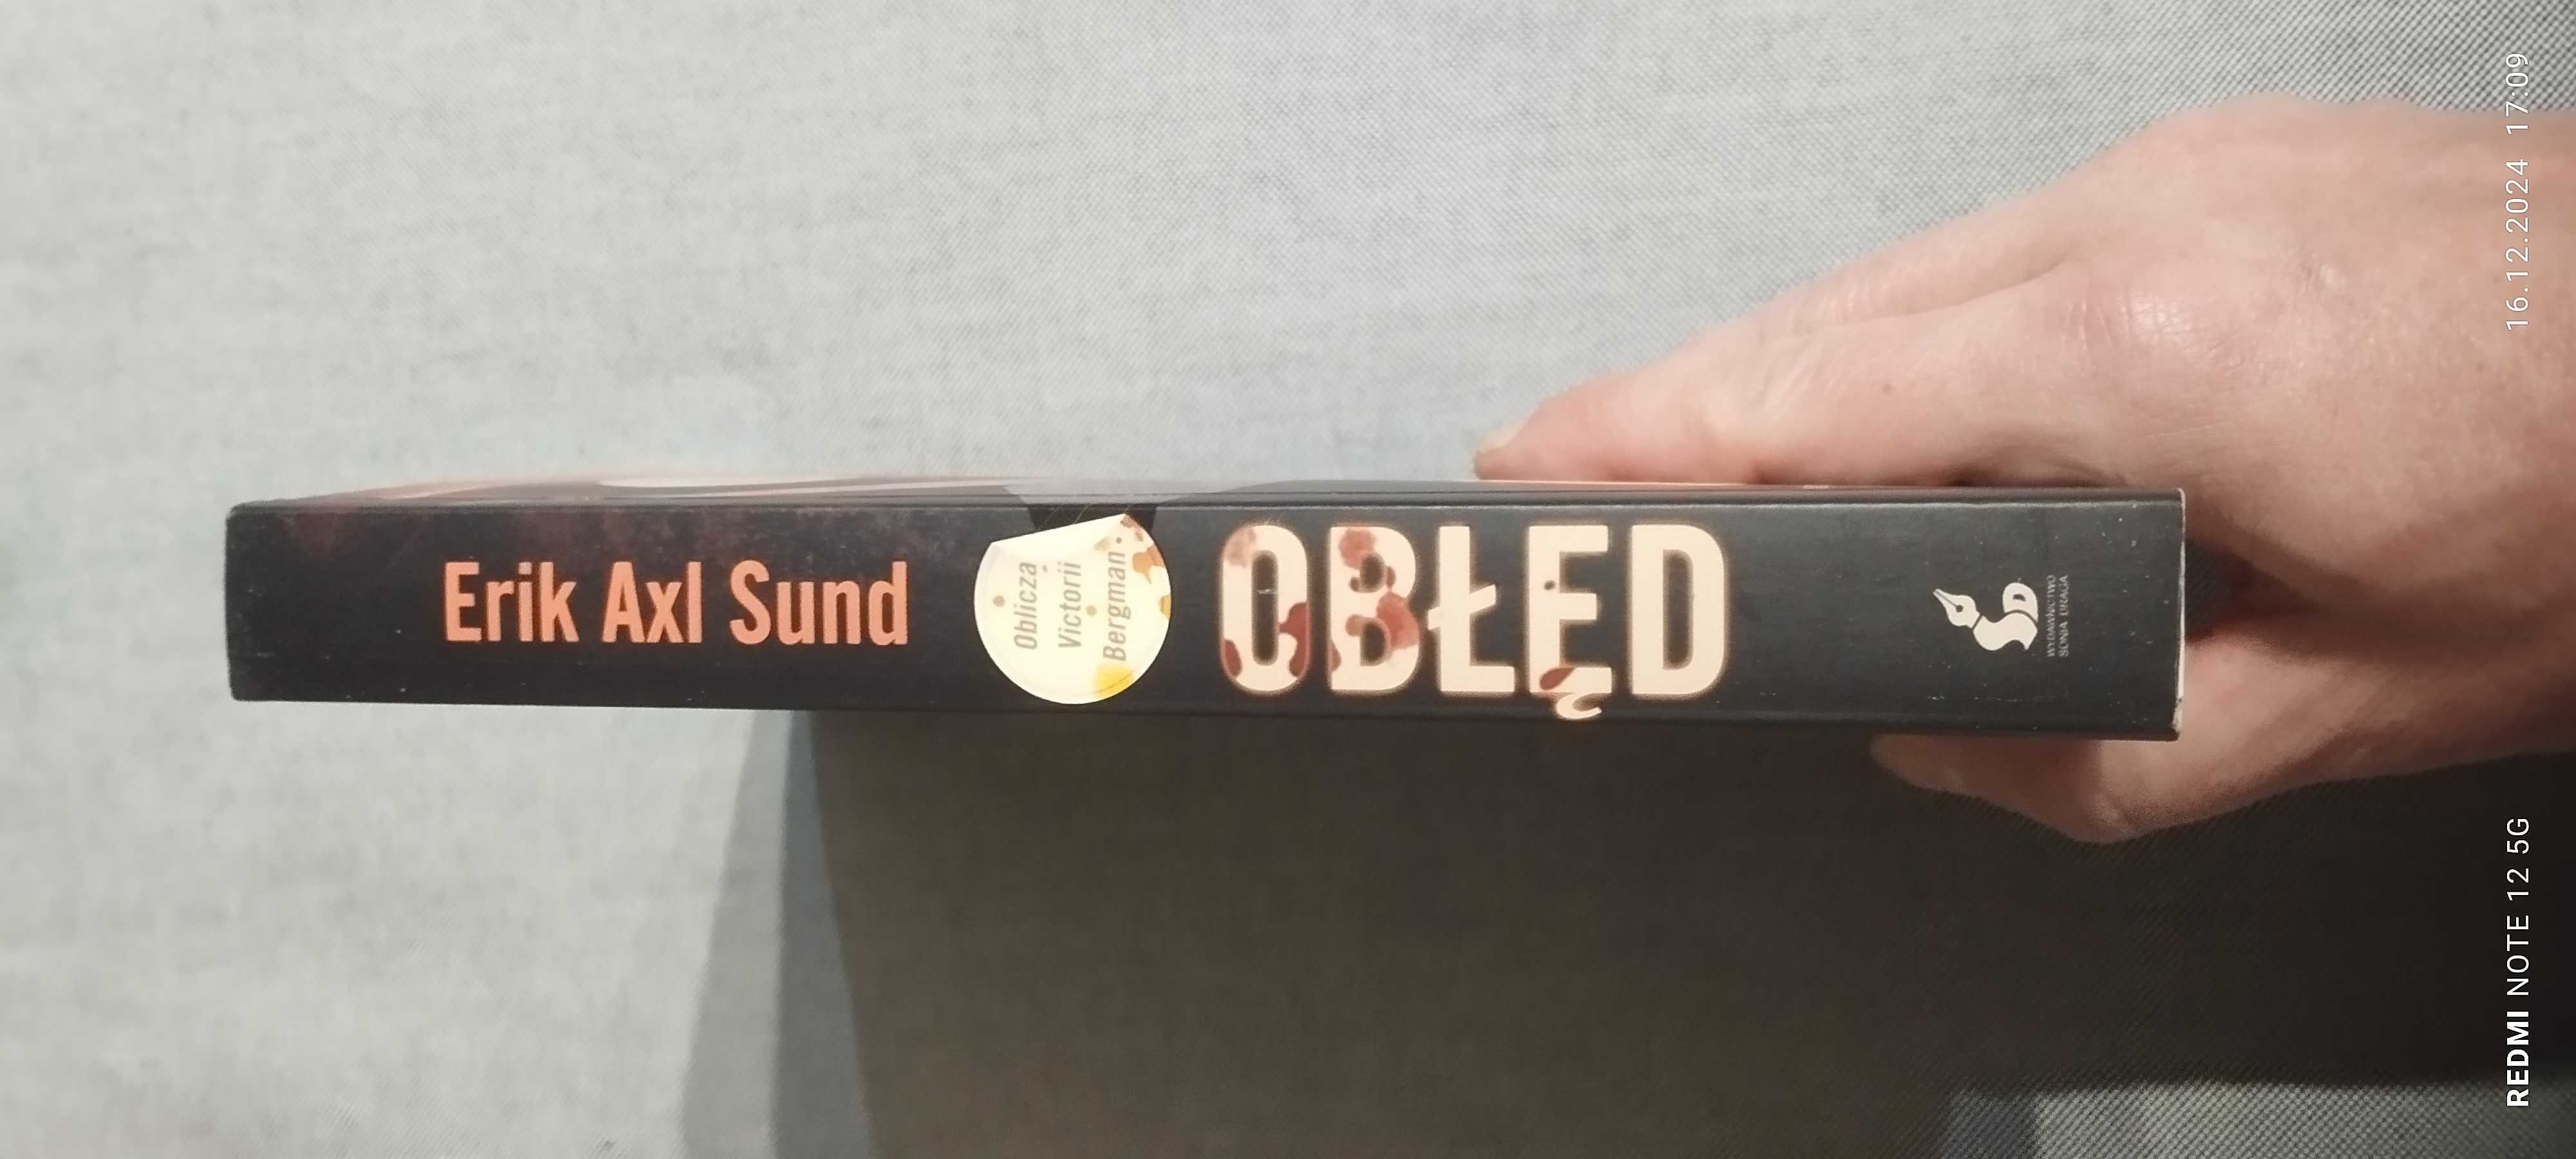 Erik Axl Sund
Oblicza
Victorii
Bergman
OBŁĘD
SD
WYDAWNICTWO
SONIA DRAGA
REDMI NOTE 12 5G
16.12.2024 17:09